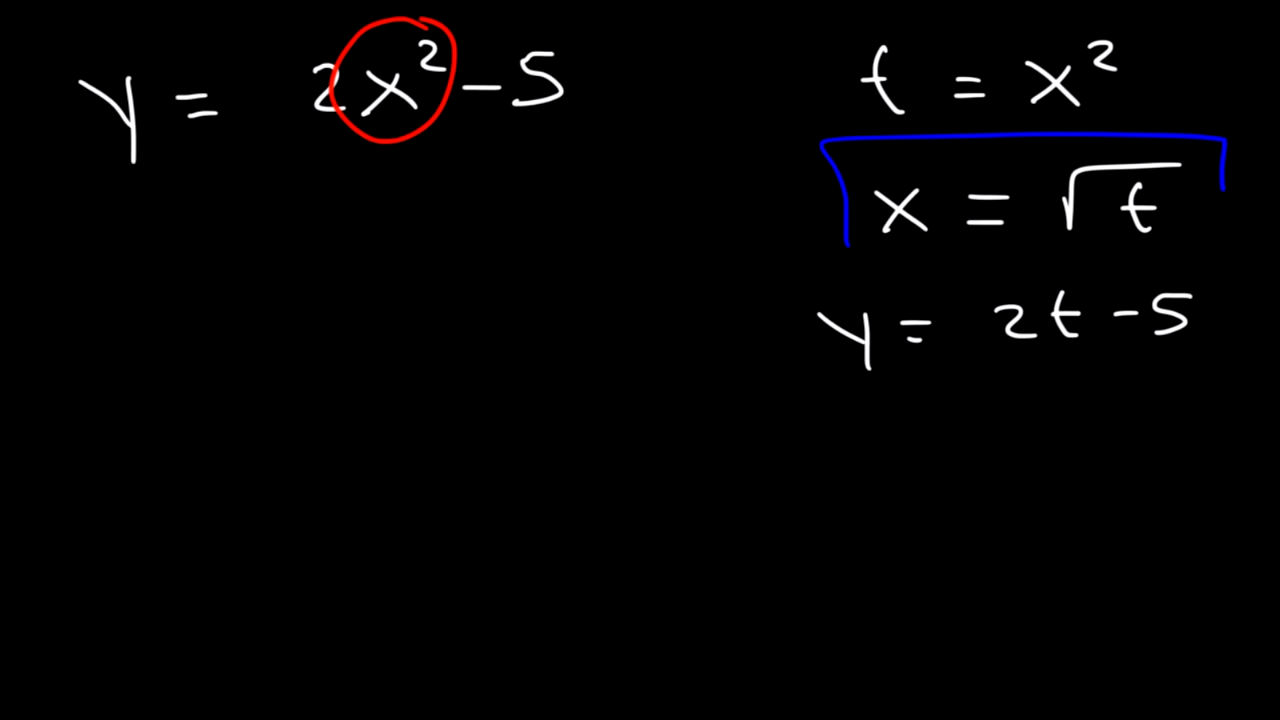 y = 2x² - 5
t = x²
x = √t
y = 2t - 5